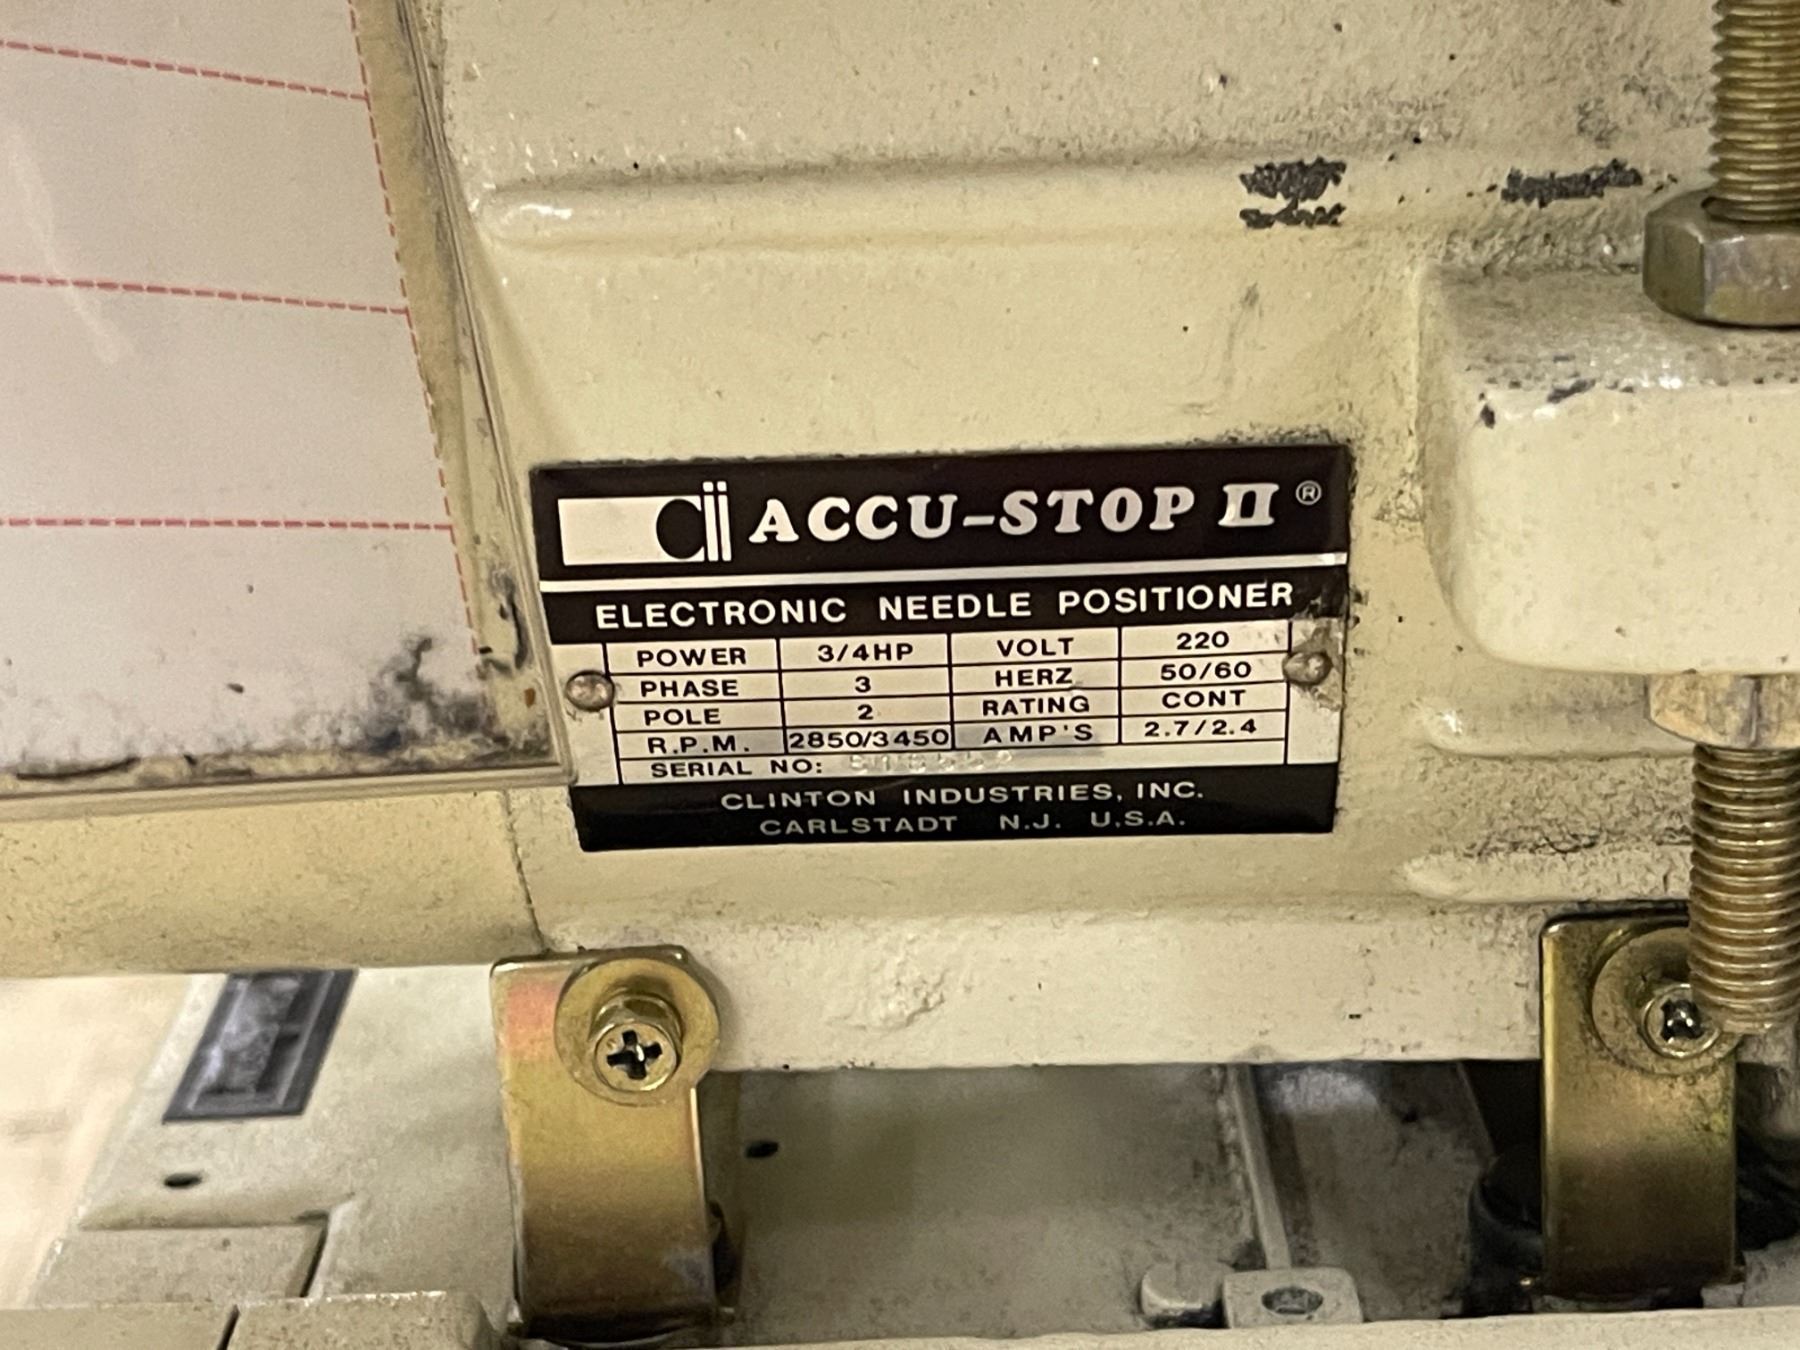 Cii ACCU-STOP II ®
ELECTRONIC NEEDLE POSITIONER
POWER 3/4HP VOLT 220
PHASE 3 HERZ 50/60
POLE 2 RATING CONT
R.P.M. 2850/3450 AMP'S 2.7/2.4
SERIAL NO:
CLINTON INDUSTRIES, INC.
CARLSTADT N.J. U.S.A.